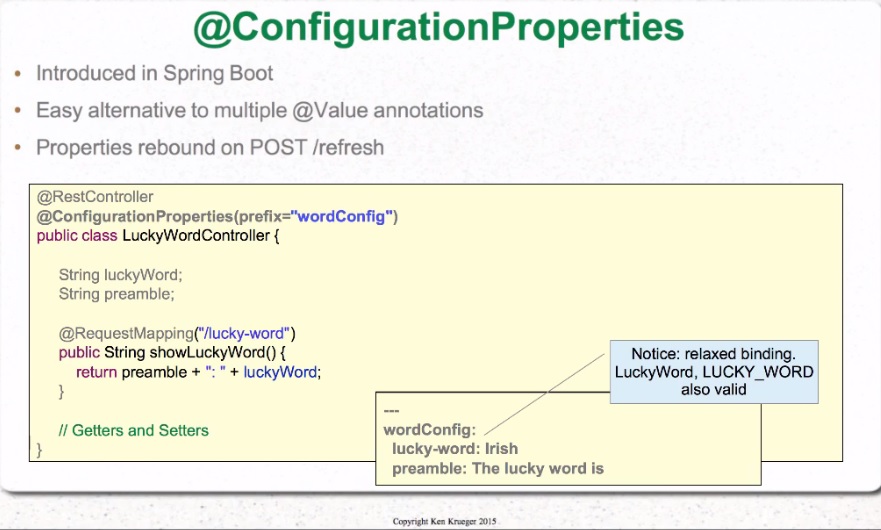 @ConfigurationProperties
• Introduced in Spring Boot
• Easy alternative to multiple @Value annotations
• Properties rebound on POST /refresh
@RestController
@ConfigurationProperties(prefix="wordConfig")
public class LuckyWordController {
String luckyWord;
String preamble;
@RequestMapping("/lucky-word")
public String showLuckyWord() {
return preamble + ": " + luckyWord;
}
// Getters and Setters
}
Notice: relaxed binding.
LuckyWord, LUCKY_WORD
also valid
---
wordConfig:
lucky-word: Irish
preamble: The lucky word is
Copyright Ken Krueger 2015